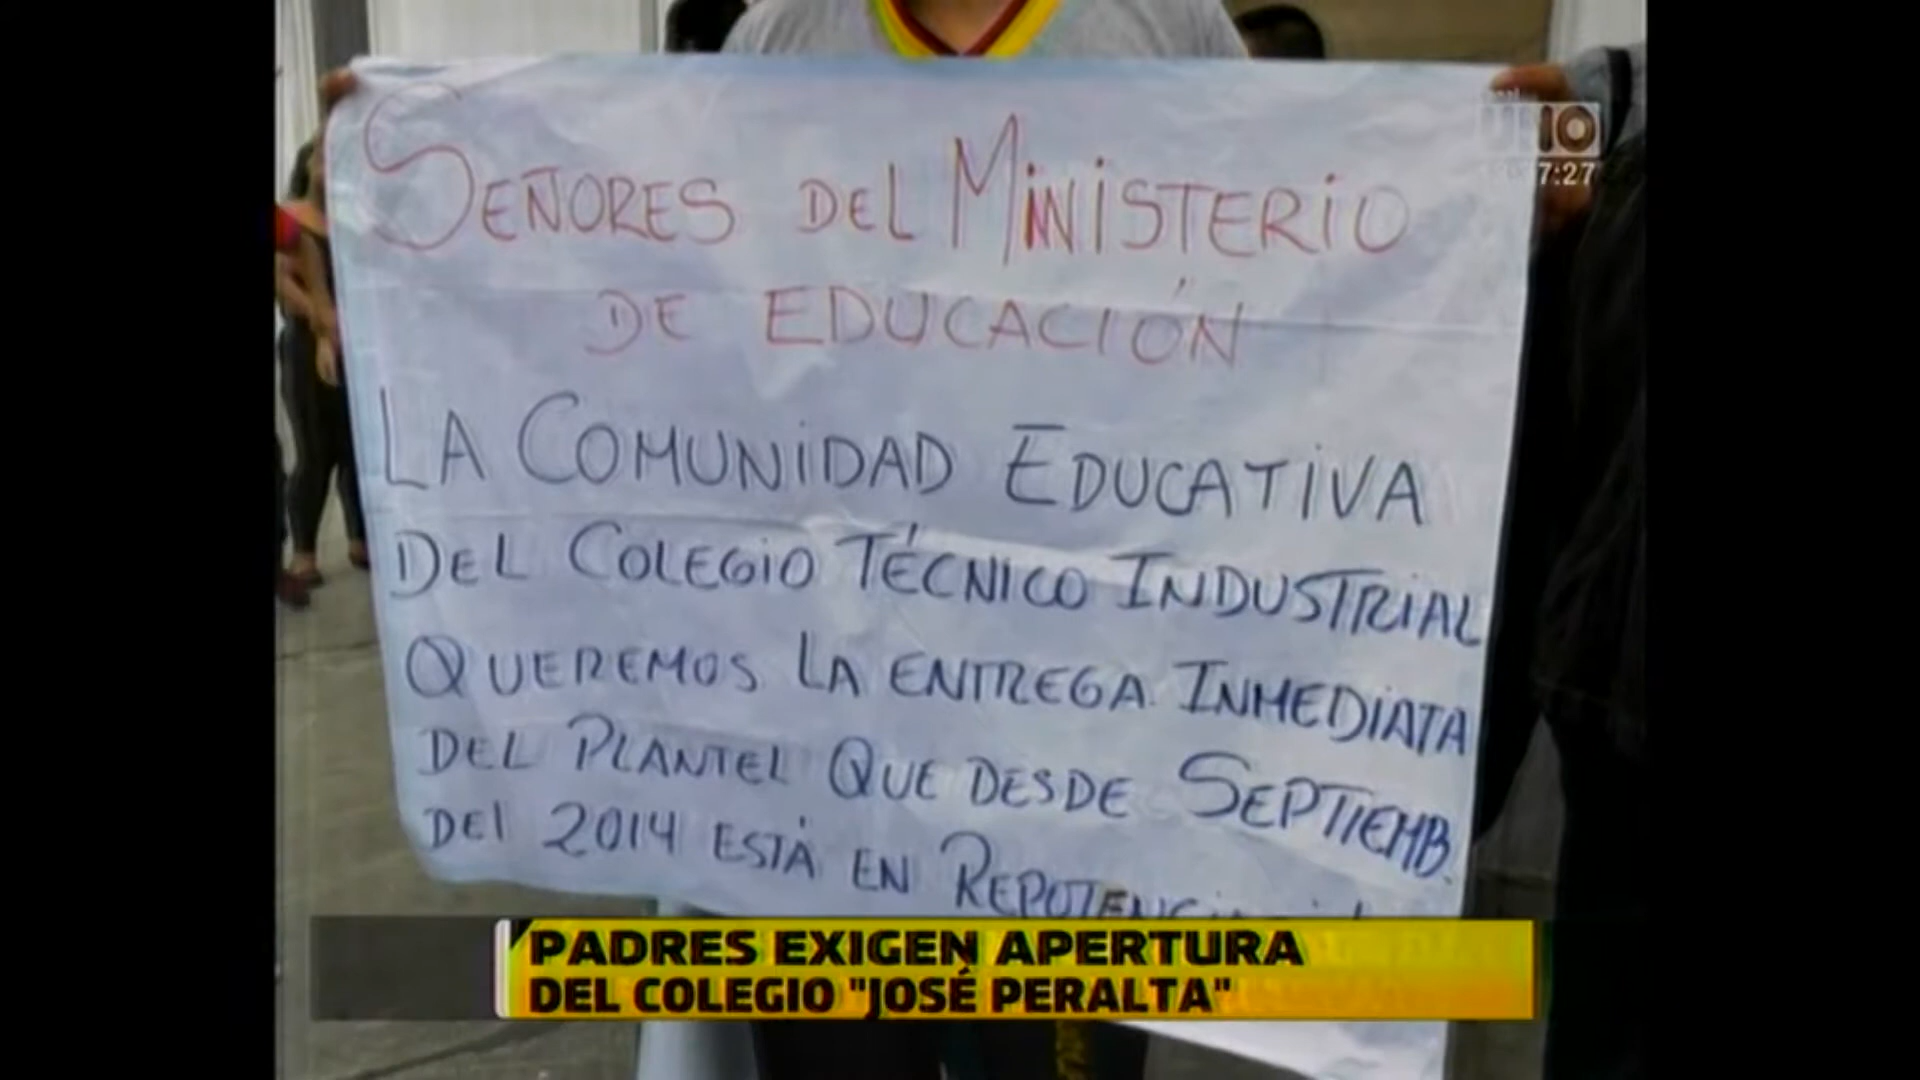 SEÑORES DEL MINISTERIO
DE EDUCACIÓN
LA COMUNIDAD EDUCATIVA
DEL COLEGIO TÉCNICO INDUSTRIAL
QUEREMOS LA ENTREGA INMEDIATA
DEL PLANTEL QUE DESDE SEPTIEMB.
DEL 2014 ESTÁ EN
UNO
7:27
PADRES EXIGEN APERTURA
DEL COLEGIO "JOSÉ PERALTA"